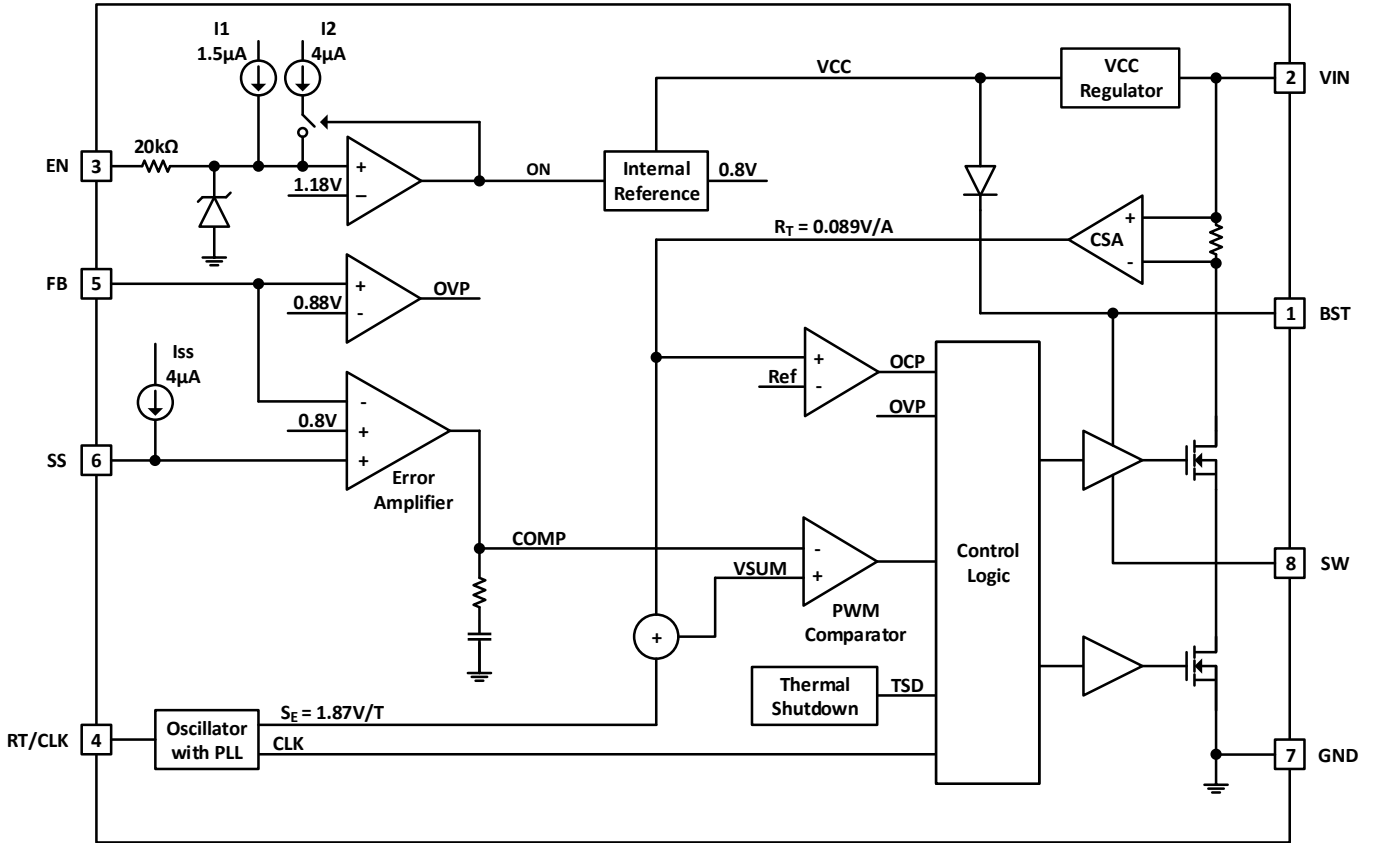 I1
1.5µA
I2
4µA
VCC
VCC
Regulator
2
VIN
EN
3
20kΩ
+
1.18V
–
ON
Internal
Reference
0.8V
RT = 0.089V/A
CSA
+
-
FB
5
+
0.88V
-
OVP
1
BST
Iss
4µA
+
Ref
-
OCP
OVP
-
0.8V
+
SS
6
+
Error
Amplifier
COMP
-
VSUM
+
PWM
Comparator
Control
Logic
8
SW
+
Thermal
Shutdown
TSD
RT/CLK
4
Oscillator
with PLL
SE = 1.87V/T
CLK
7
GND